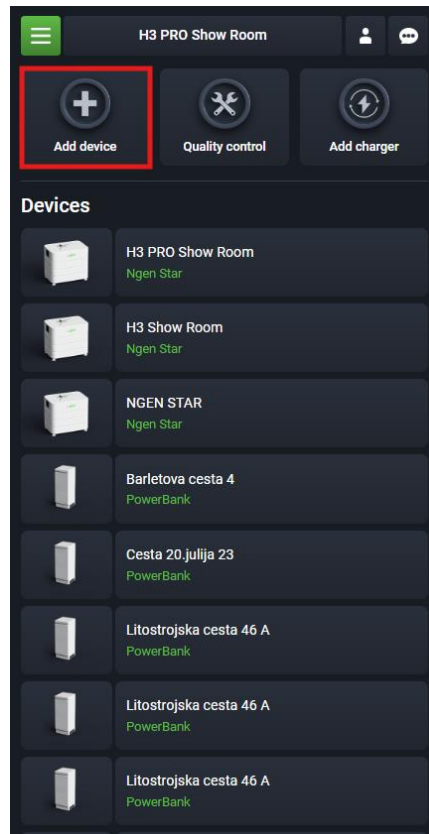 H3 PRO Show Room
Add device
Quality control
Add charger
Devices
H3 PRO Show Room
Ngen Star
H3 Show Room
Ngen Star
NGEN STAR
Ngen Star
Barletova cesta 4
PowerBank
Cesta 20.julija 23
PowerBank
Litostrojska cesta 46 A
PowerBank
Litostrojska cesta 46 A
PowerBank
Litostrojska cesta 46 A
PowerBank